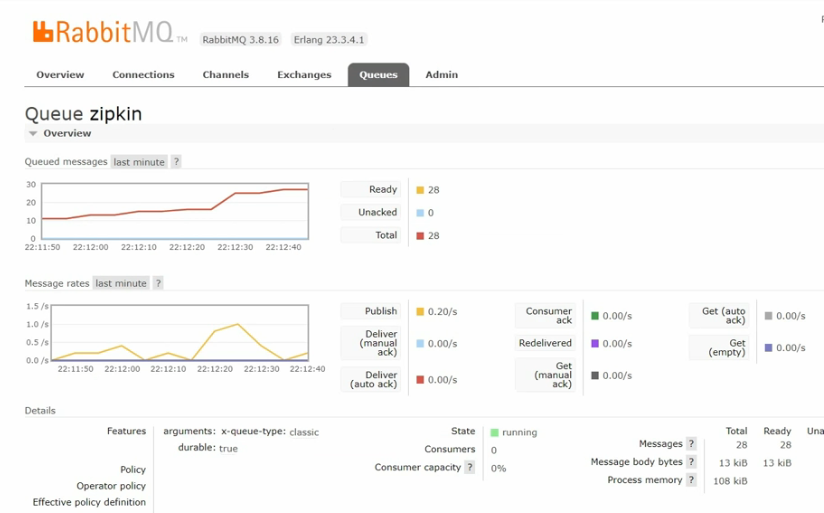 RabbitMQ TM RabbitMQ 3.8.16 Erlang 23.3.4.1
Overview Connections Channels Exchanges Queues Admin
Queue zipkin
Overview
Queued messages last minute ?
30
20
10
0
22:11:50 22:12:00 22:12:10 22:12:20 22:12:30 22:12:40
Ready 28
Unacked 0
Total 28
Message rates last minute ?
1.5 /s
1.0 /s
0.5 /s
0.0 /s
22:11:50 22:12:00 22:12:10 22:12:20 22:12:30 22:12:40
Publish 0.20/s
Deliver (manual ack) 0.00/s
Deliver (auto ack) 0.00/s
Consumer ack 0.00/s
Redelivered 0.00/s
Get (manual ack) 0.00/s
Get (auto ack) 0.00/s
Get (empty) 0.00/s
Details
Features arguments: x-queue-type: classic
durable: true
Policy
Operator policy
Effective policy definition
State running
Consumers 0
Consumer capacity ? 0%
Total Ready Una
Messages ? 28 28
Message body bytes ? 13 kiB 13 kiB
Process memory ? 108 kiB